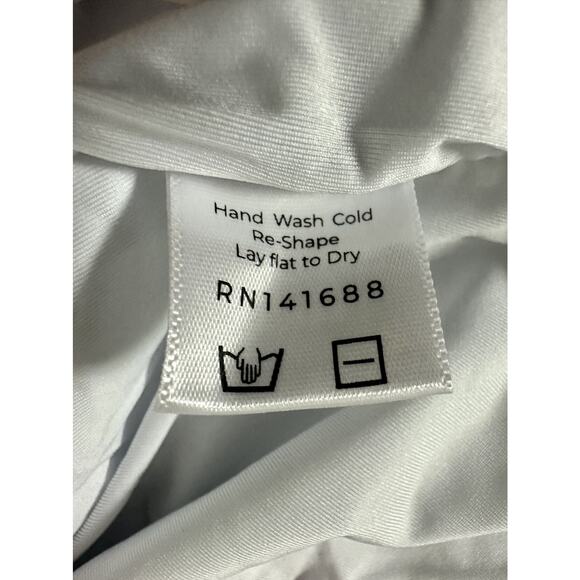 Hand Wash Cold
Re-Shape
Lay flat to Dry
RN141688